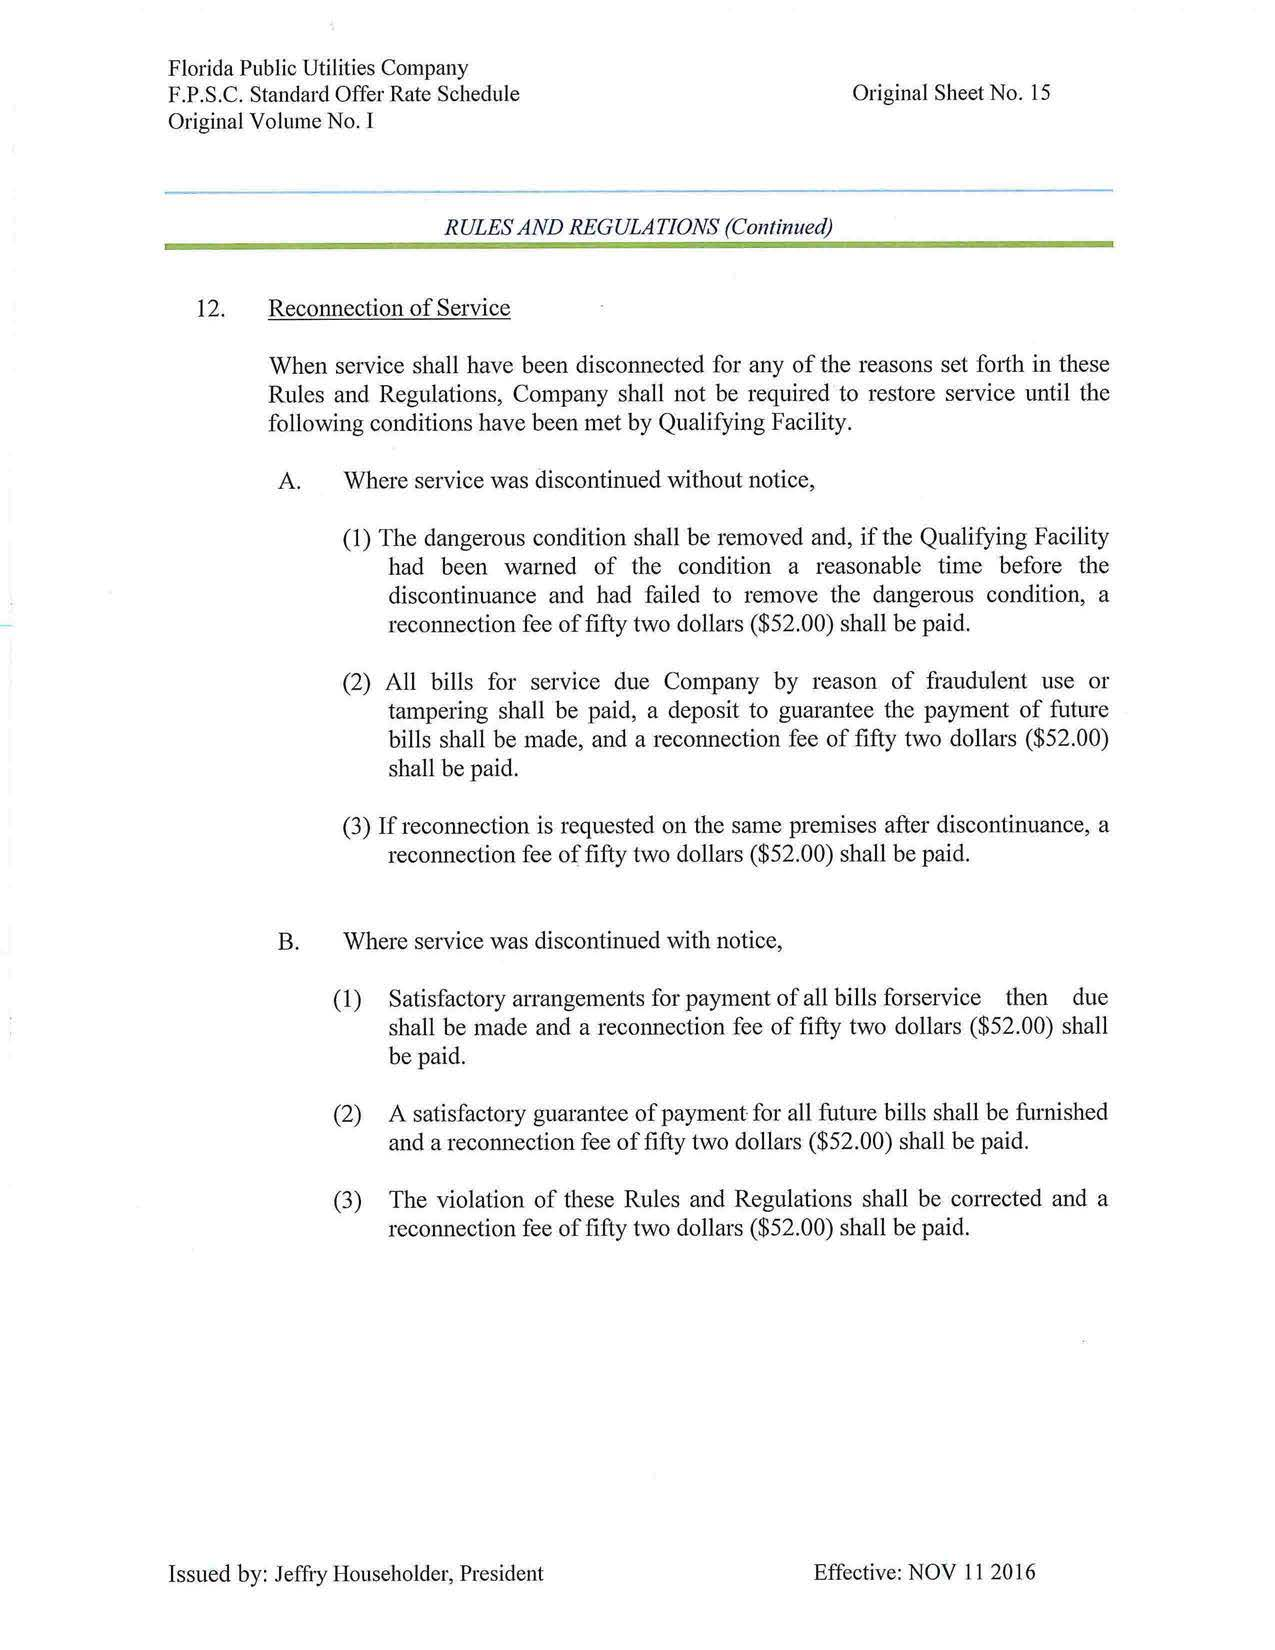 Florida Public Utilities Company
F.P.S.C. Standard Offer Rate Schedule
Original Sheet No. 15
Original Volume No. I
RULES AND REGULATIONS (Continued)
12. Reconnection of Service
When service shall have been disconnected for any of the reasons set forth in these
Rules and Regulations, Company shall not be required to restore service until the
following conditions have been met by Qualifying Facility.
A. Where service was discontinued without notice,
(1) The dangerous condition shall be removed and, if the Qualifying Facility
had been warned of the condition a reasonable time before the
discontinuance and had failed to remove the dangerous condition, a
reconnection fee of fifty two dollars ($52.00) shall be paid.
(2) All bills for service due Company by reason of fraudulent use or
tampering shall be paid, a deposit to guarantee the payment of future
bills shall be made, and a reconnection fee of fifty two dollars ($52.00)
shall be paid.
(3) If reconnection is requested on the same premises after discontinuance, a
reconnection fee of fifty two dollars ($52.00) shall be paid.
B. Where service was discontinued with notice,
(1) Satisfactory arrangements for payment of all bills forservice then due
shall be made and a reconnection fee of fifty two dollars ($52.00) shall
be paid.
(2) A satisfactory guarantee of payment for all future bills shall be furnished
and a reconnection fee of fifty two dollars ($52.00) shall be paid.
(3) The violation of these Rules and Regulations shall be corrected and a
reconnection fee of fifty two dollars ($52.00) shall be paid.
Issued by: Jeffry Householder, President
Effective: NOV 11 2016